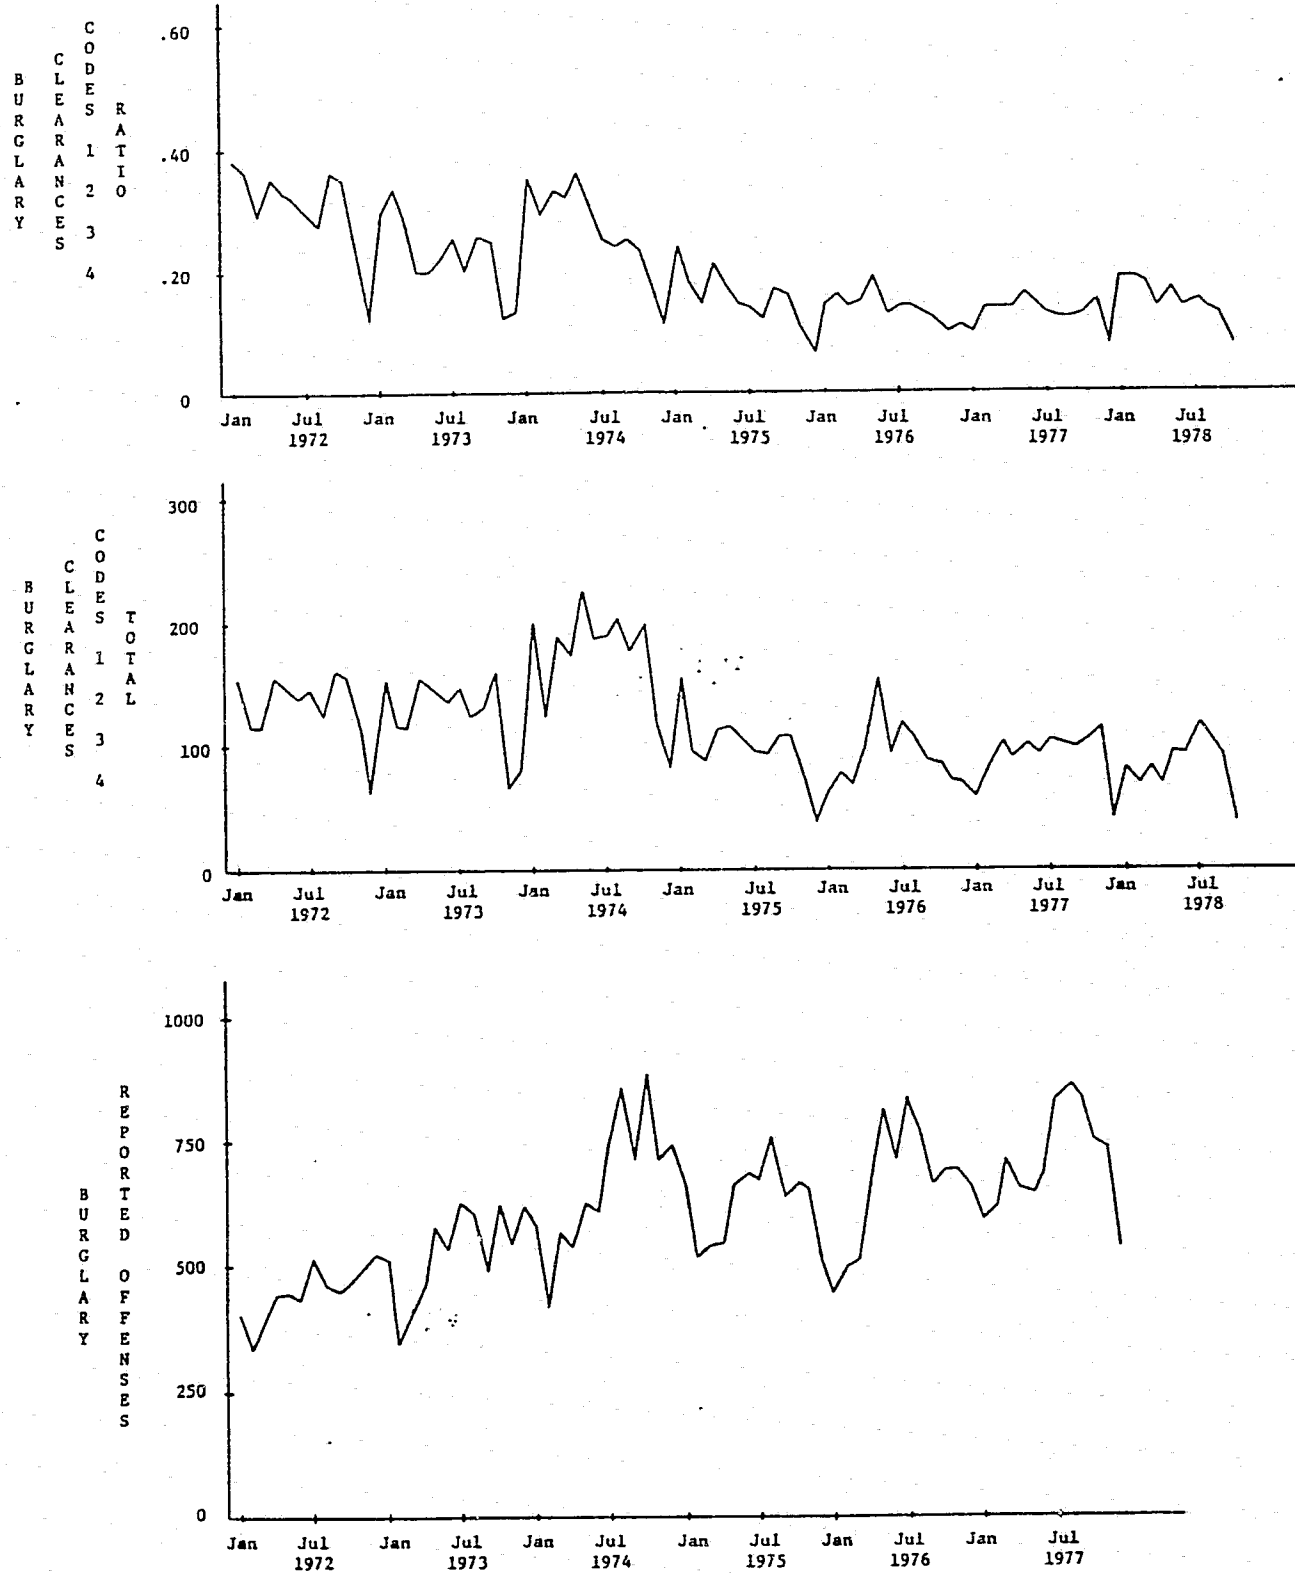 BURGLARY
CLEARANCES
CODES 1 2 3 4
RATIO
.60
.40
.20
0
Jan Jul Jan Jul Jan Jul Jan Jul Jan Jul Jan Jul Jan Jul
1972 1973 1974 1975 1976 1977 1978
BURGLARY
CLEARANCES
CODES 1 2 3 4
TOTAL
300
200
100
0
Jan Jul Jan Jul Jan Jul Jan Jul Jan Jul Jan Jul Jan Jul
1972 1973 1974 1975 1976 1977 1978
BURGLARY
REPORTED OFFENSES
1000
750
500
250
0
Jan Jul Jan Jul Jan Jul Jan Jul Jan Jul Jan Jul
1972 1973 1974 1975 1976 1977